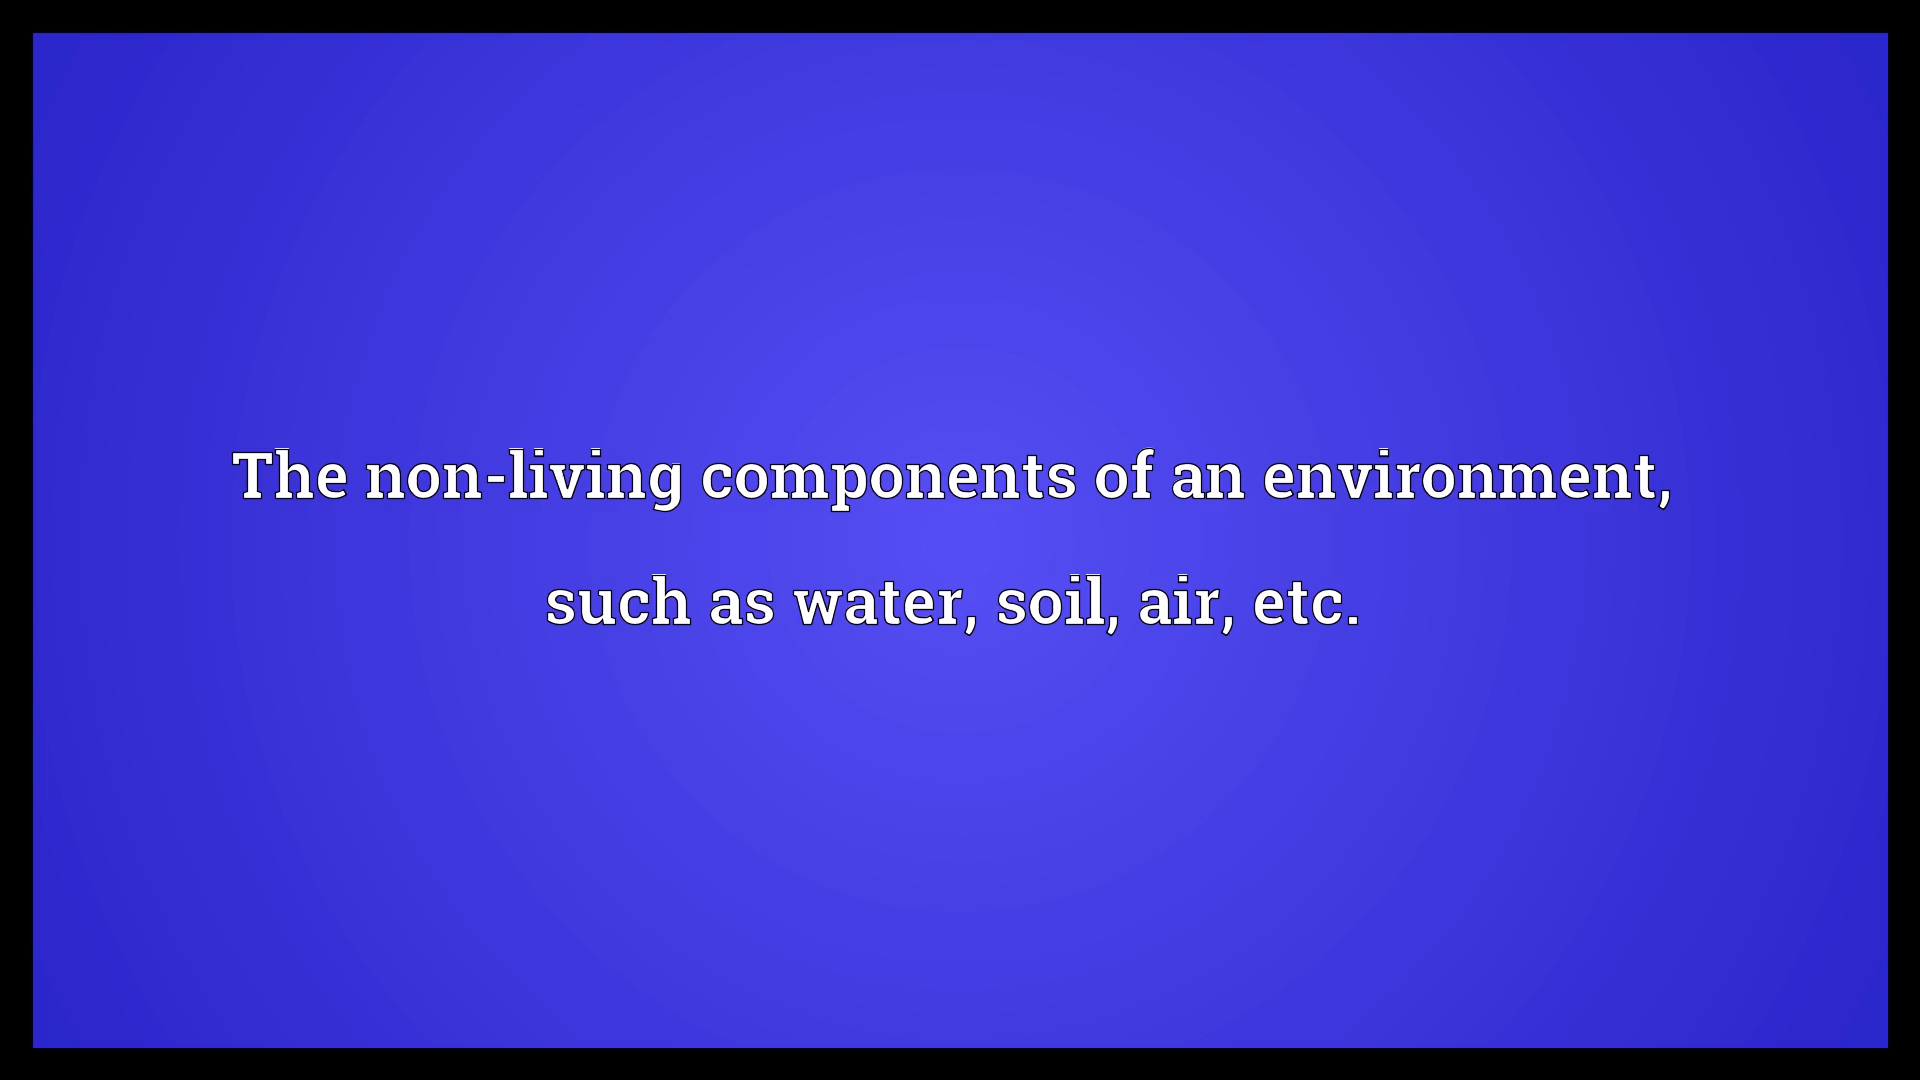 The non-living components of an environment,
such as water, soil, air, etc.